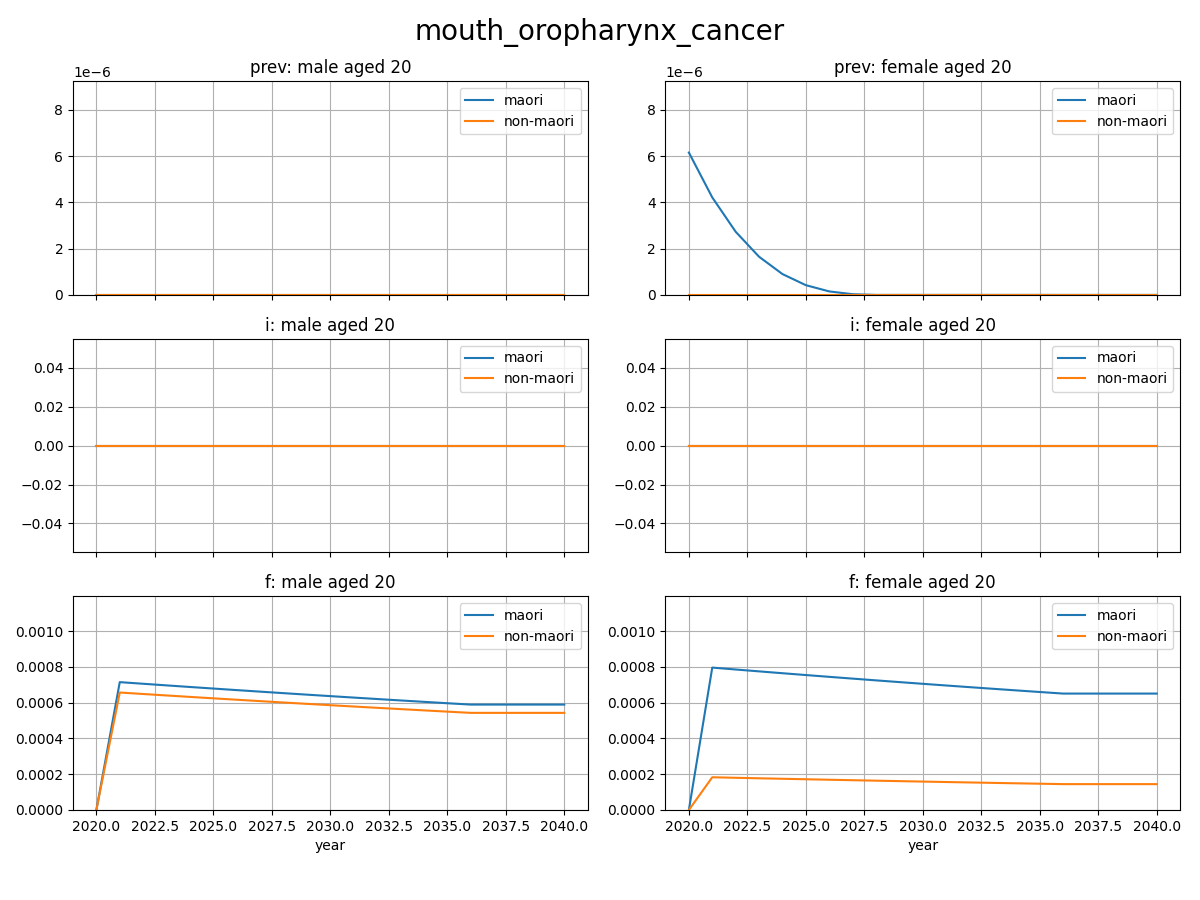 mouth_oropharynx_cancer
prev: male aged 20
prev: female aged 20
1e−6
8
6
4
2
0
maori
non-maori
1e−6
8
6
4
2
0
maori
non-maori
i: male aged 20
i: female aged 20
0.04
0.02
0.00
−0.02
−0.04
maori
non-maori
0.04
0.02
0.00
−0.02
−0.04
maori
non-maori
f: male aged 20
f: female aged 20
0.0010
0.0008
0.0006
0.0004
0.0002
0.0000
maori
non-maori
0.0010
0.0008
0.0006
0.0004
0.0002
0.0000
maori
non-maori
2020.0 2022.5 2025.0 2027.5 2030.0 2032.5 2035.0 2037.5 2040.0
2020.0 2022.5 2025.0 2027.5 2030.0 2032.5 2035.0 2037.5 2040.0
year
year